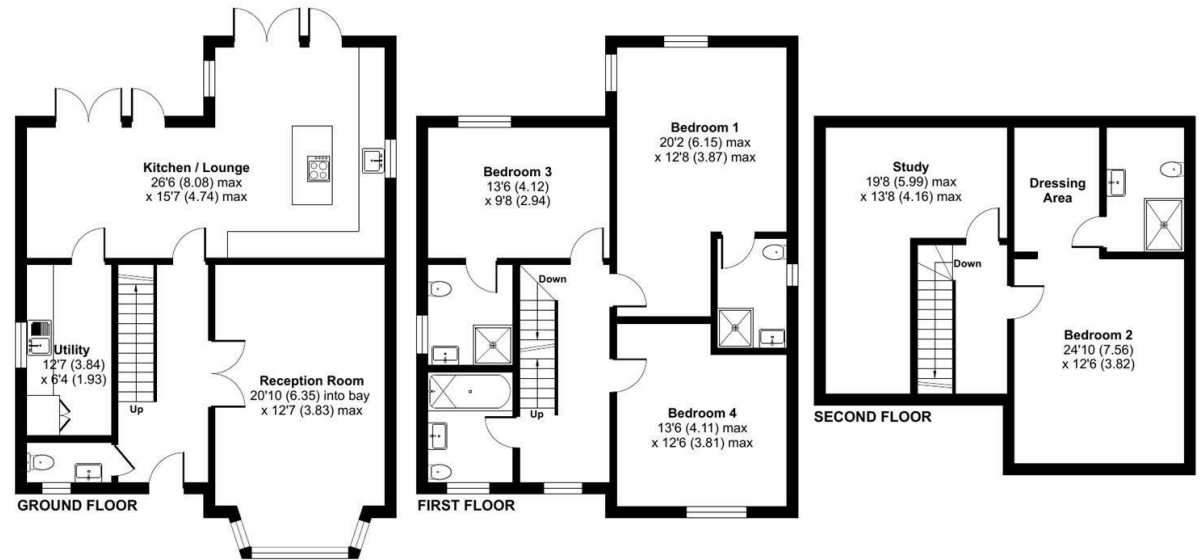 Kitchen / Lounge
26'6 (8.08) max
x 15'7 (4.74) max
Utility
12'7 (3.84)
x 6'4 (1.93)
Up
Reception Room
20'10 (6.35) into bay
x 12'7 (3.83) max
GROUND FLOOR
Bedroom 1
20'2 (6.15) max
x 12'8 (3.87) max
Bedroom 3
13'6 (4.12)
x 9'8 (2.94)
Down
Up
Bedroom 4
13'6 (4.11) max
x 12'6 (3.81) max
FIRST FLOOR
Study
19'8 (5.99) max
x 13'8 (4.16) max
Dressing
Area
Down
Bedroom 2
24'10 (7.56)
x 12'6 (3.82)
SECOND FLOOR